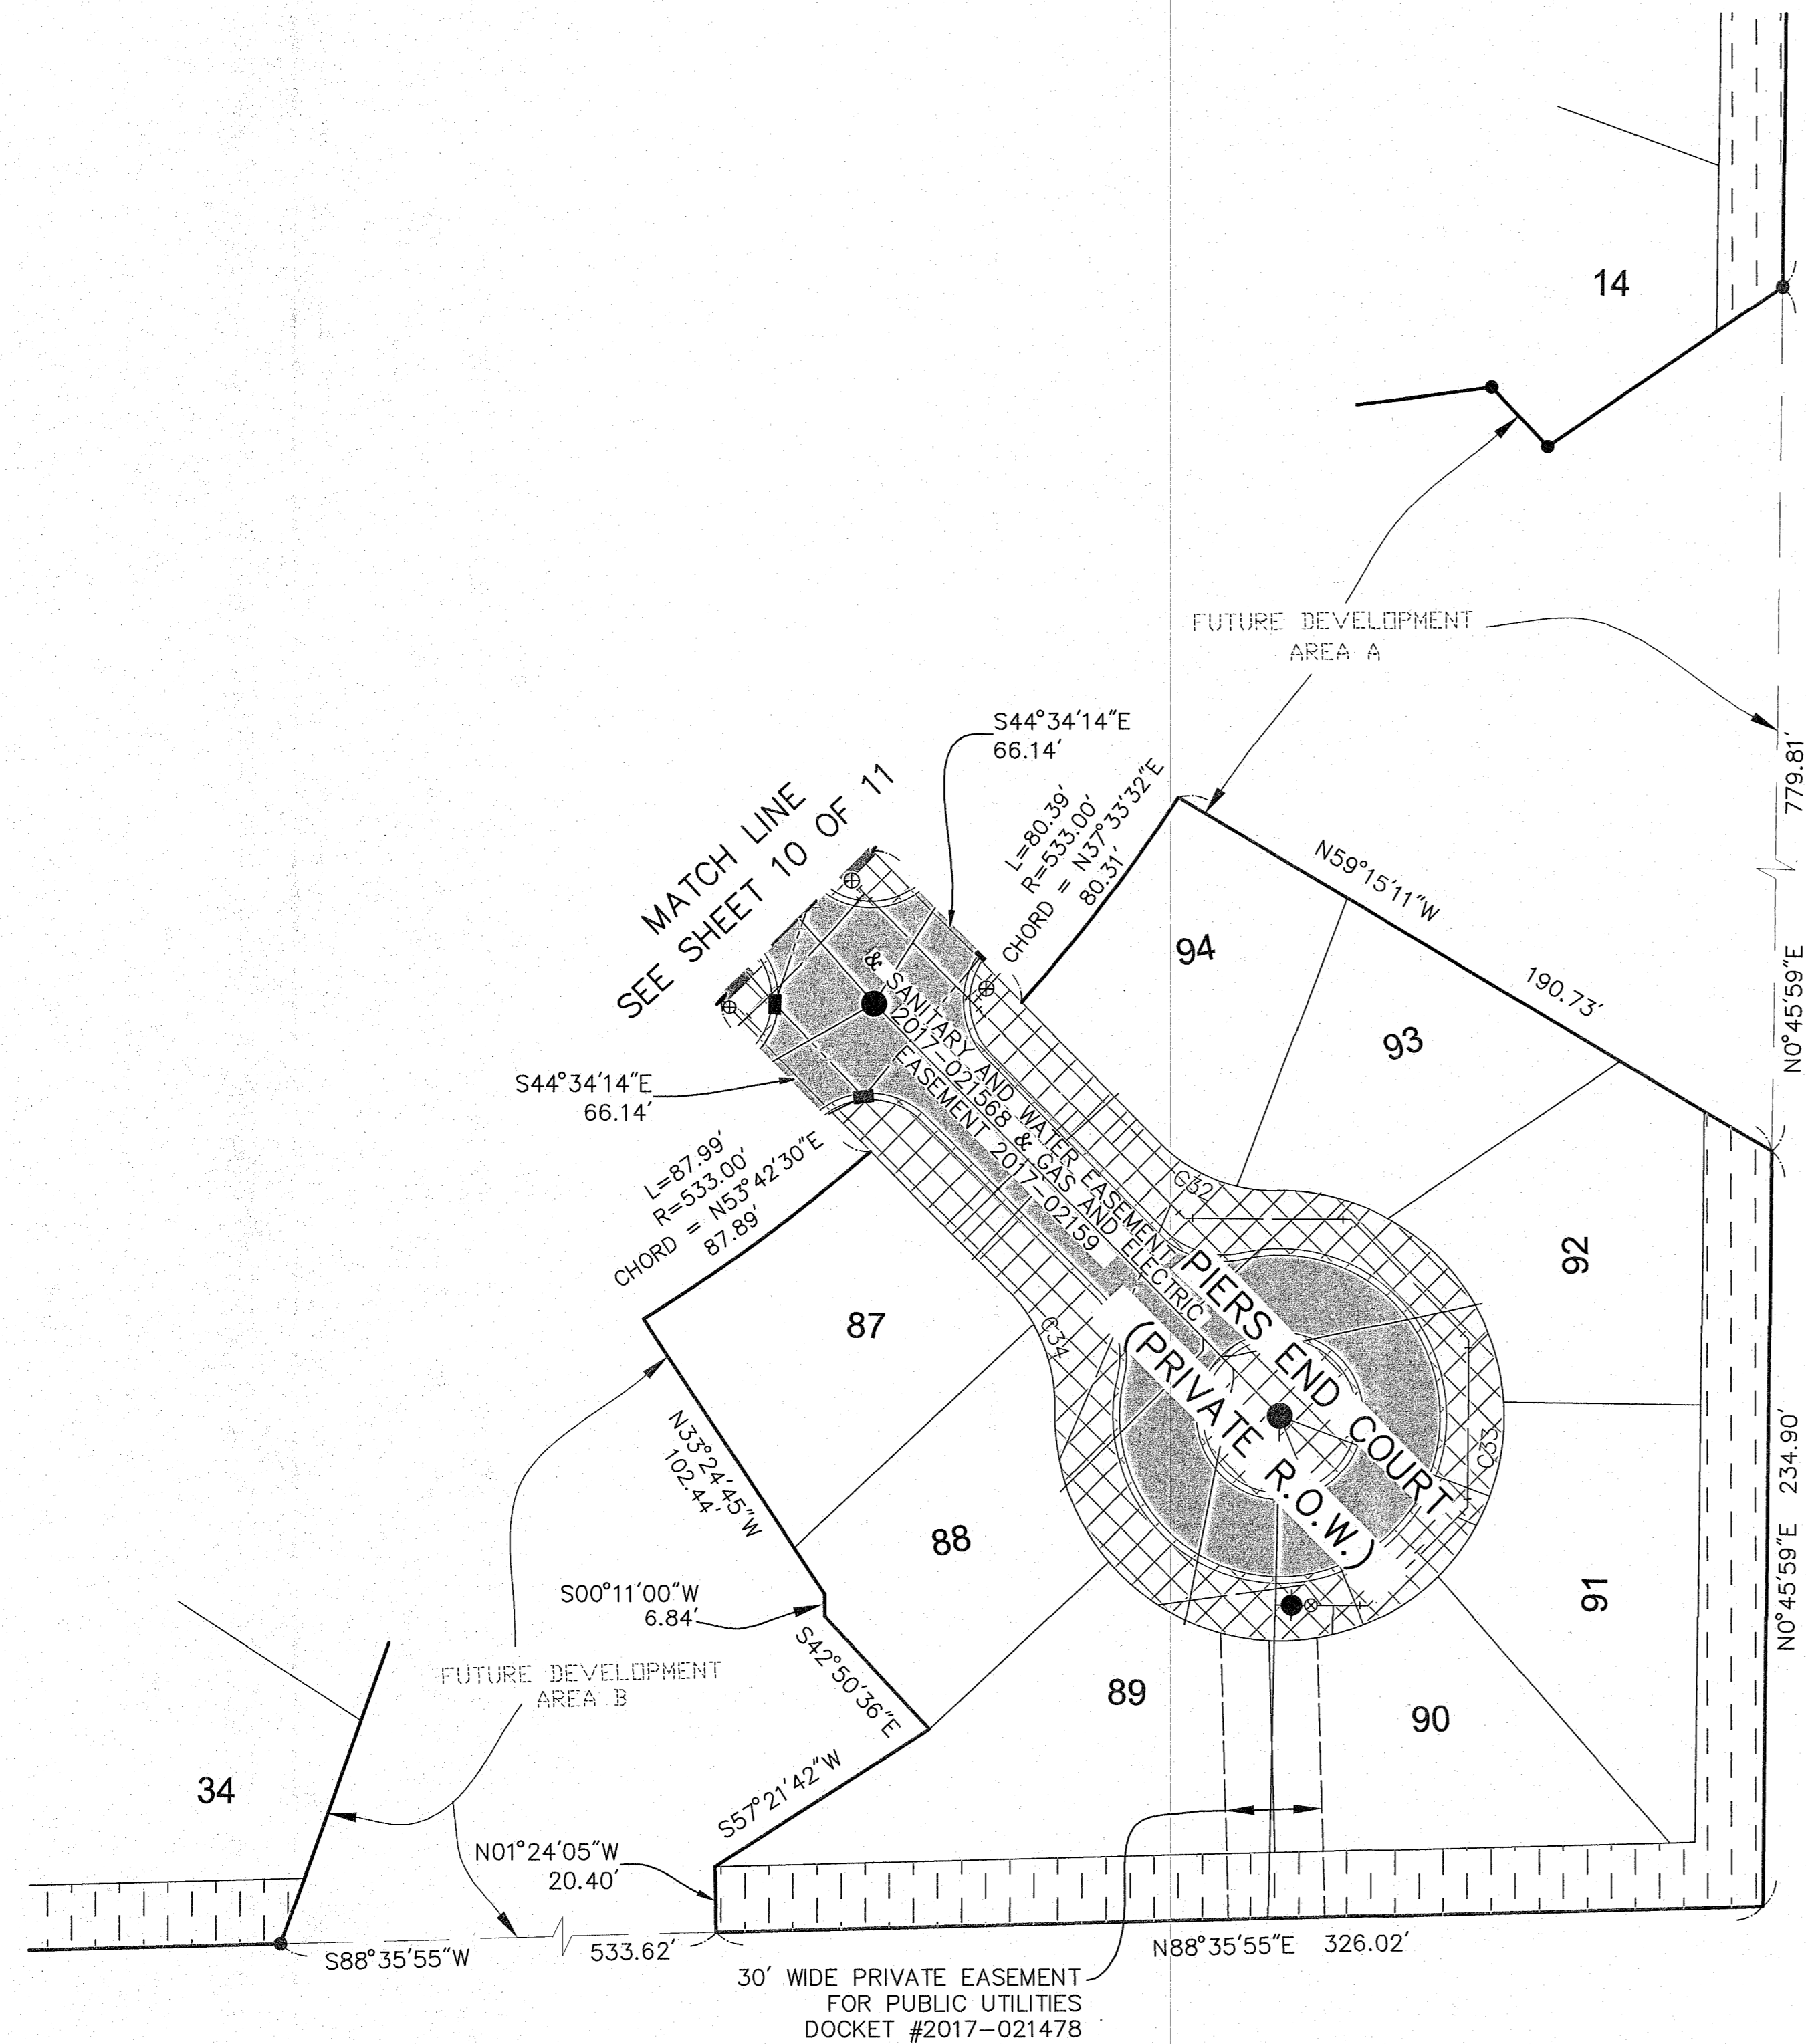 14
FUTURE DEVELOPMENT
AREA A
779.81'
N0°45'59"E
S44°34'14"E
66.14'
L=80.39'
R=533.00'
CHORD = N37°33'32"E
80.31'
MATCH LINE
SEE SHEET 10 OF 11
N59°15'11"W
190.73'
94
93
92
91
S44°34'14"E
66.14'
& SANITARY AND WATER EASEMENT
2017-021568 & GAS AND ELECTRIC
EASEMENT 2017-02159
L=87.99'
R=533.00'
CHORD = N53°42'30"E
87.89'
C32
C34
C33
PIERS END COURT
(PRIVATE R.O.W.)
87
N33°24'45"W
102.44'
88
S00°11'00"W
6.84'
S42°50'36"E
N0°45'59"E 234.90'
FUTURE DEVELOPMENT
AREA B
89
90
34
S57°21'42"W
N01°24'05"W
20.40'
S88°35'55"W
533.62'
N88°35'55"E 326.02'
30' WIDE PRIVATE EASEMENT
FOR PUBLIC UTILITIES
DOCKET #2017-021478